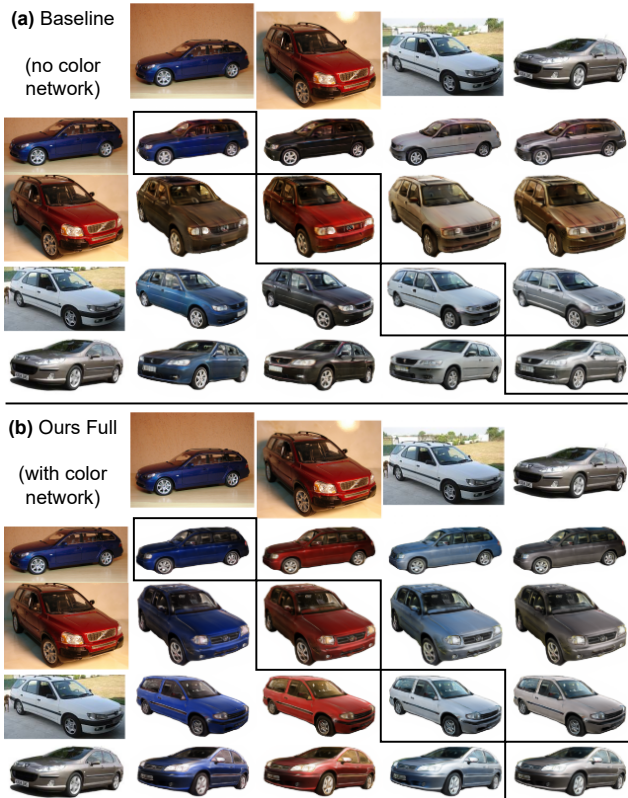 (a) Baseline
(no color
network)
(b) Ours Full
(with color
network)